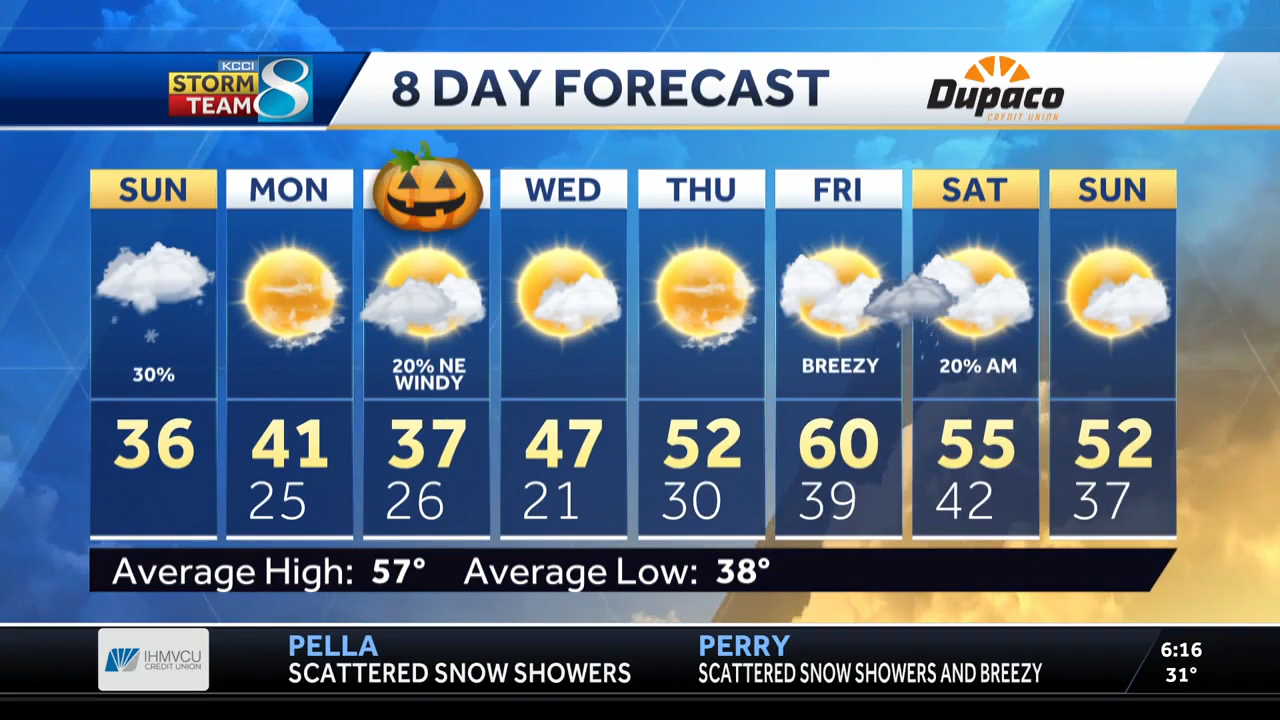 KCCI
STORM
TEAM
8
8 DAY FORECAST
Dupaco
CREDIT UNION
SUN
MON
WED
THU
FRI
SAT
SUN
30%
20% NE
WINDY
BREEZY
20% AM
36
41
37
47
52
60
55
52
25
26
21
30
39
42
37
Average High: 57° Average Low: 38°
IHMVCU
CREDIT UNION
PELLA
SCATTERED SNOW SHOWERS
PERRY
SCATTERED SNOW SHOWERS AND BREEZY
6:16
31°